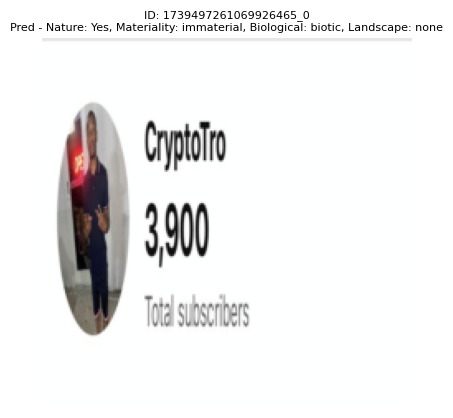 ID: 1739497261069926465_0
Pred - Nature: Yes, Materiality: immaterial, Biological: biotic, Landscape: none
CryptoTro
3,900
Total subscribers